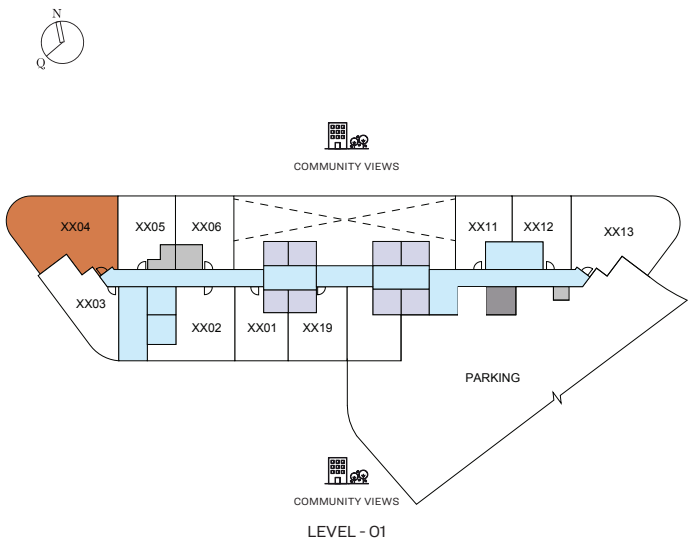 N
Q
COMMUNITY VIEWS
XX04
XX05
XX06
XX11
XX12
XX13
XX03
XX02
XX01
XX19
PARKING
COMMUNITY VIEWS
LEVEL - 01